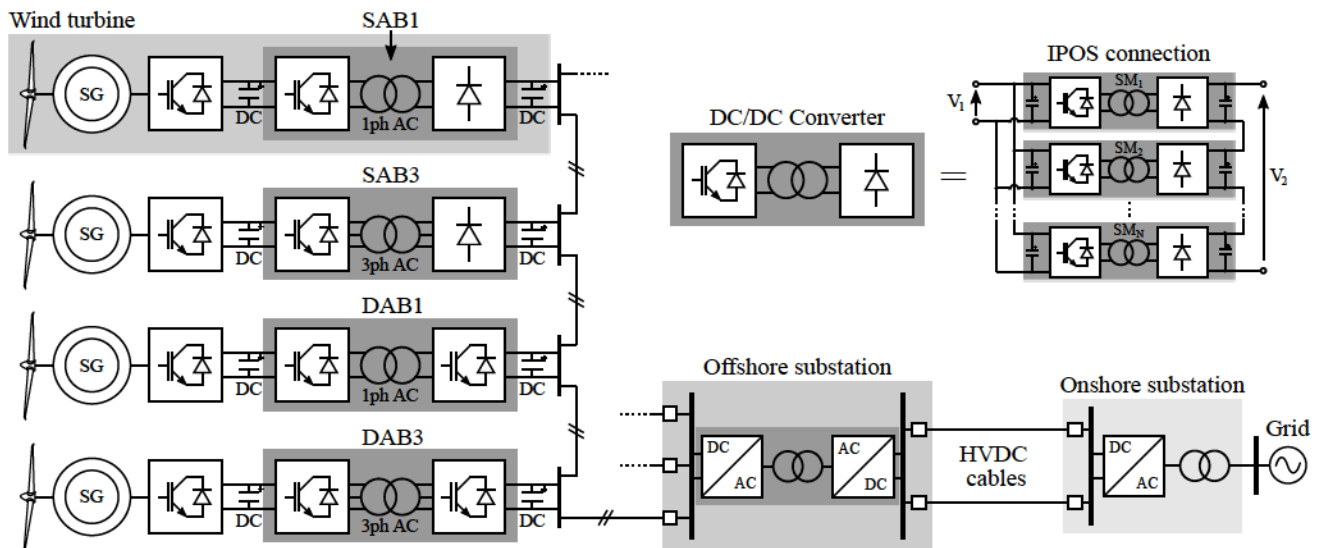 Wind turbine
SAB1
SG
DC
1ph AC
DC
SAB3
SG
DC
3ph AC
DC
DAB1
SG
DC
1ph AC
DC
DAB3
SG
DC
3ph AC
DC
DC/DC Converter
=
IPOS connection
V1
SM1
SM2
SMN
V2
Offshore substation
DC
AC
AC
DC
HVDC
cables
Onshore substation
DC
AC
Grid